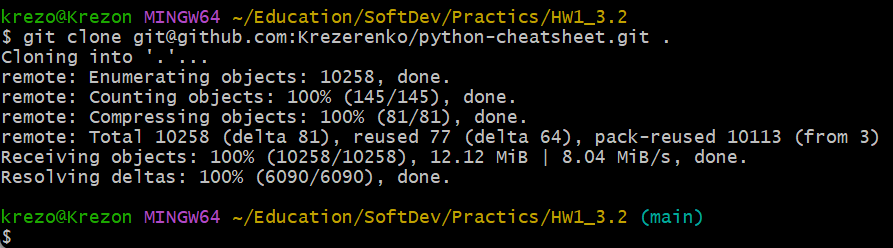 krezo@Krezon MINGW64 ~/Education/SoftDev/Practics/HW1_3.2
$ git clone git@github.com:Krezerenko/python-cheatsheet.git .
Cloning into '.'...
remote: Enumerating objects: 10258, done.
remote: Counting objects: 100% (145/145), done.
remote: Compressing objects: 100% (81/81), done.
remote: Total 10258 (delta 81), reused 77 (delta 64), pack-reused 10113 (from 3)
Receiving objects: 100% (10258/10258), 12.12 MiB | 8.04 MiB/s, done.
Resolving deltas: 100% (6090/6090), done.
krezo@Krezon MINGW64 ~/Education/SoftDev/Practics/HW1_3.2 (main)
$